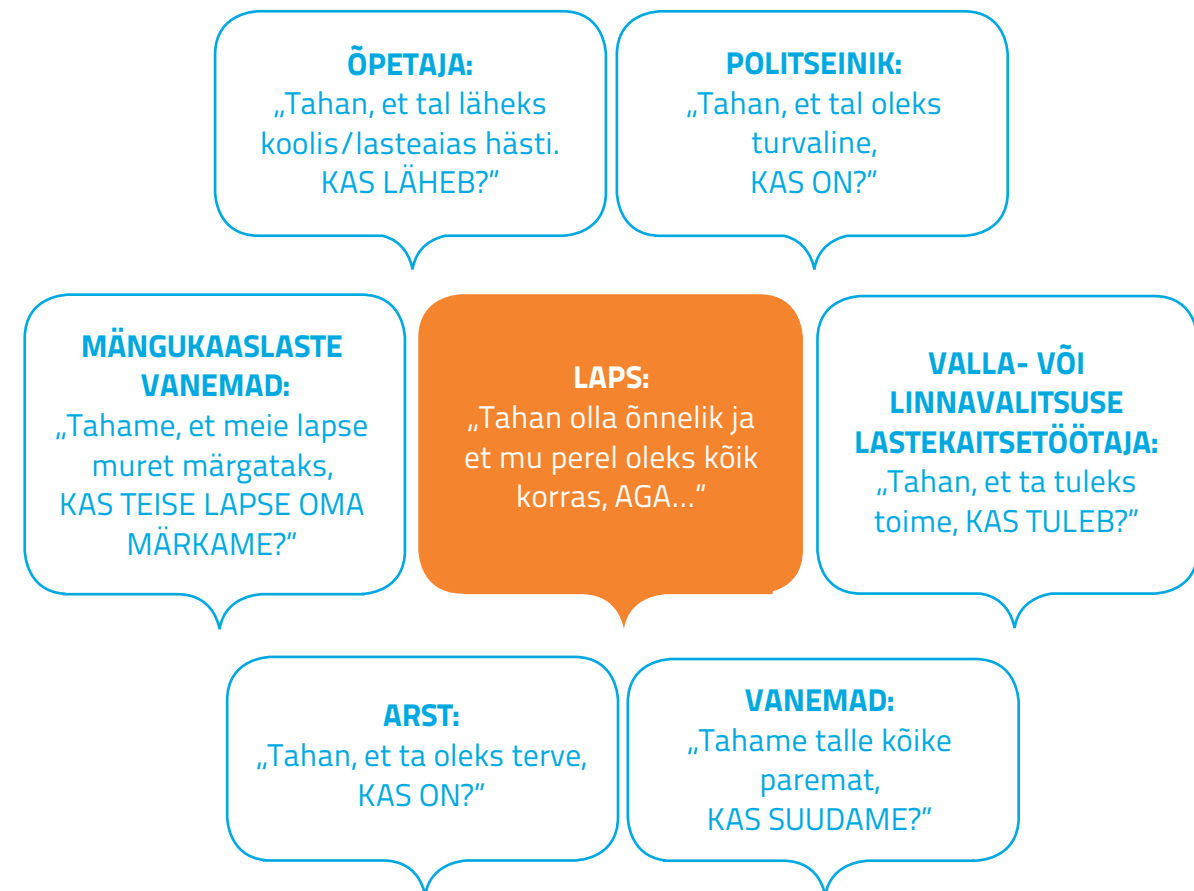 ÕPETAJA:
„Tahan, et tal läheks
koolis/lasteaias hästi.
KAS LÄHEB?”
POLITSEINIK:
„Tahan, et tal oleks
turvaline,
KAS ON?”
MÄNGUKAASLASTE
VANEMAD:
„Tahame, et meie lapse
muret märgataks,
KAS TEISE LAPSE OMA
MÄRKAME?”
LAPS:
„Tahan olla õnnelik ja
et mu perel oleks kõik
korras, AGA...”
VALLA- VÕI
LINNAVALITSUSE
LASTEKAITSETÖÖTAJA:
„Tahan, et ta tuleks
toime, KAS TULEB?”
ARST:
„Tahan, et ta oleks terve,
KAS ON?”
VANEMAD:
„Tahame talle kõike
paremat,
KAS SUUDAME?”